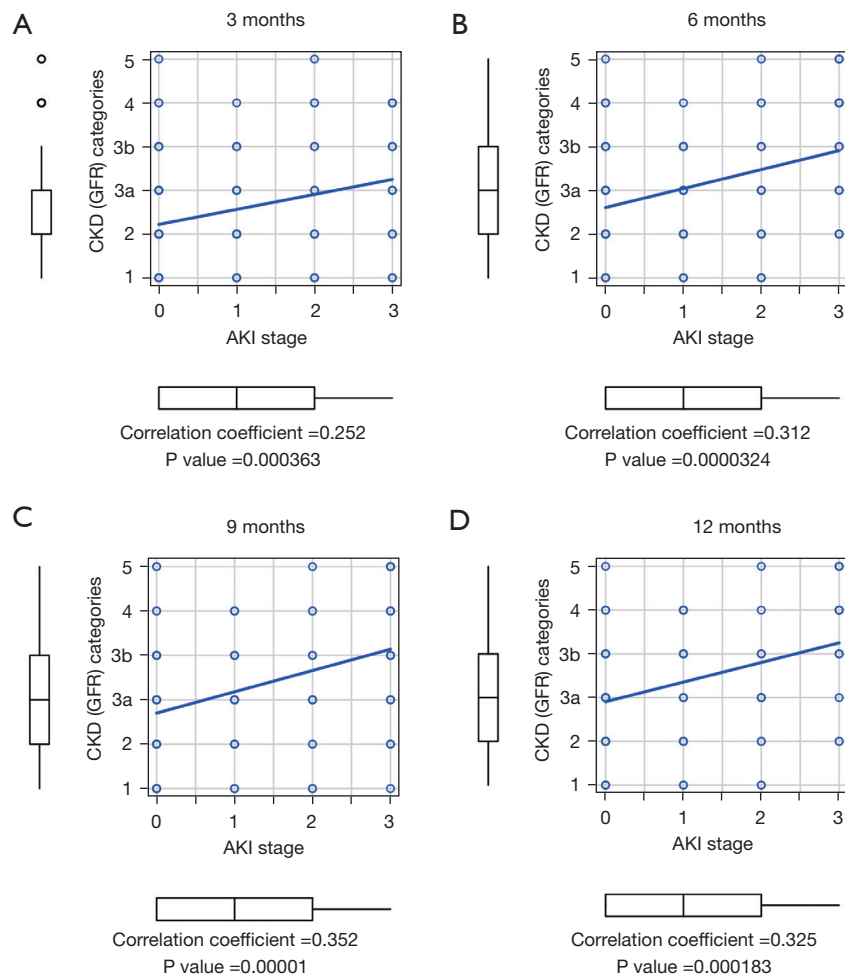 A
3 months
CKD (GFR) categories
5
4
3b
3a
2
1
0 1 2 3
AKI stage
Correlation coefficient =0.252
P value =0.000363
B
6 months
CKD (GFR) categories
5
4
3b
3a
2
1
0 1 2 3
AKI stage
Correlation coefficient =0.312
P value =0.0000324
C
9 months
CKD (GFR) categories
5
4
3b
3a
2
1
0 1 2 3
AKI stage
Correlation coefficient =0.352
P value =0.00001
D
12 months
CKD (GFR) categories
5
4
3b
3a
2
1
0 1 2 3
AKI stage
Correlation coefficient =0.325
P value =0.000183